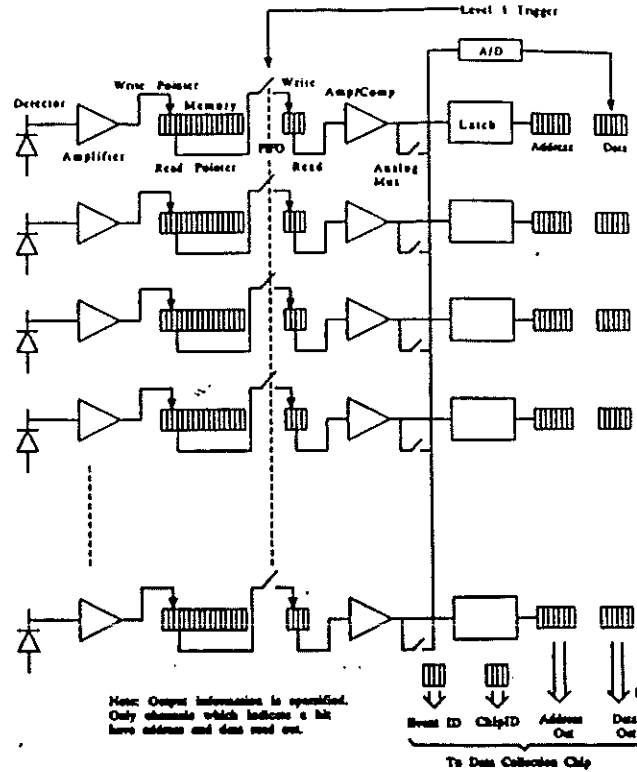 Level 1 Trigger
A/D
Write Pointer
Write
Amp/Comp
Detector
Memory
Latch
Amplifier
FIFO
Address
Data
Read Pointer
Read
Analog
Mux
Note: Output information is sparsified.
Only channels which indicate a hit
have address and data read out.
Event ID
ChipID
Address
Out
Data
Out
To Data Collection Chip